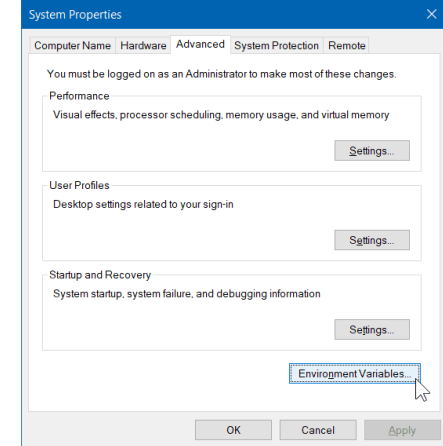 System Properties
Computer Name Hardware Advanced System Protection Remote
You must be logged on as an Administrator to make most of these changes.
Performance
Visual effects, processor scheduling, memory usage, and virtual memory
Settings...
User Profiles
Desktop settings related to your sign-in
Settings...
Startup and Recovery
System startup, system failure, and debugging information
Settings...
Environment Variables...
OK Cancel Apply